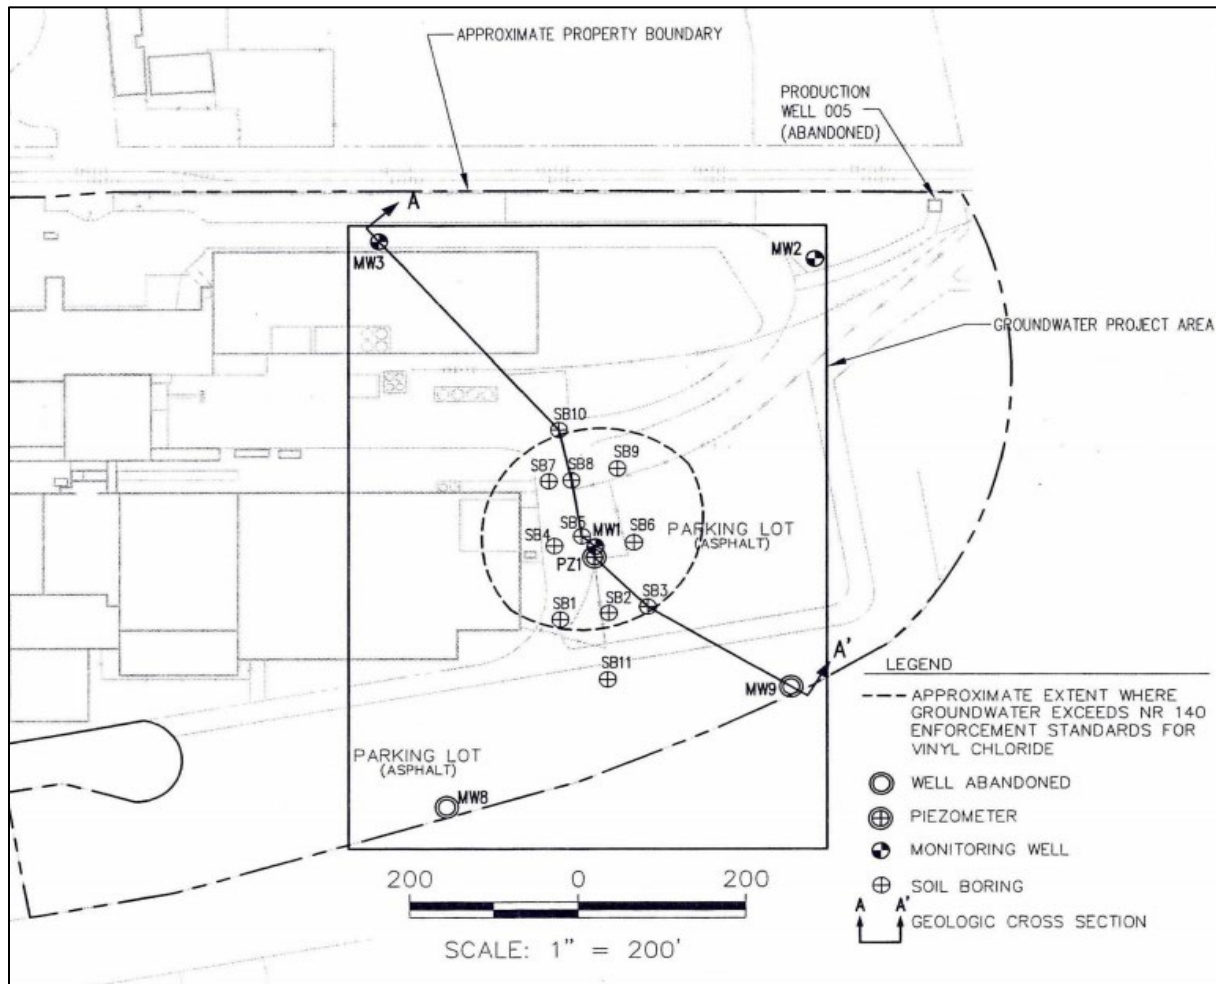 APPROXIMATE PROPERTY BOUNDARY
PRODUCTION
WELL 005
(ABANDONED)
A
MW3
MW2
GROUNDWATER PROJECT AREA
SB10
SB9
SB7
SB8
SB5
MW1
SB6
SB4
PARKING LOT
(ASPHALT)
PZ1
SB1
SB2
SB3
SB11
A'
MW9
LEGEND
APPROXIMATE EXTENT WHERE
GROUNDWATER EXCEEDS NR 140
ENFORCEMENT STANDARDS FOR
VINYL CHLORIDE
WELL ABANDONED
PIEZOMETER
MONITORING WELL
SOIL BORING
A A'
GEOLOGIC CROSS SECTION
PARKING LOT
(ASPHALT)
MW8
200 0 200
SCALE: 1" = 200'